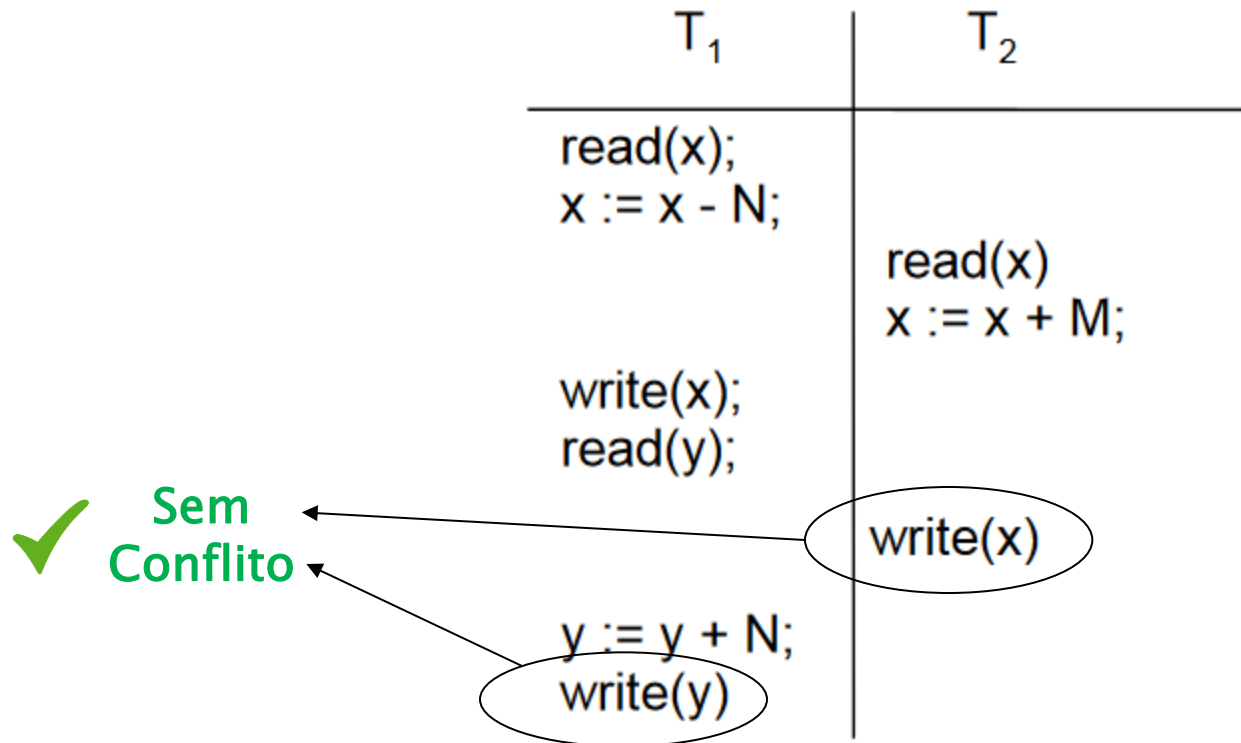 T₁ T₂
read(x);
x := x - N;
read(x)
x := x + M;
write(x);
read(y);
Sem
Conflito
write(x)
y := y + N;
write(y)